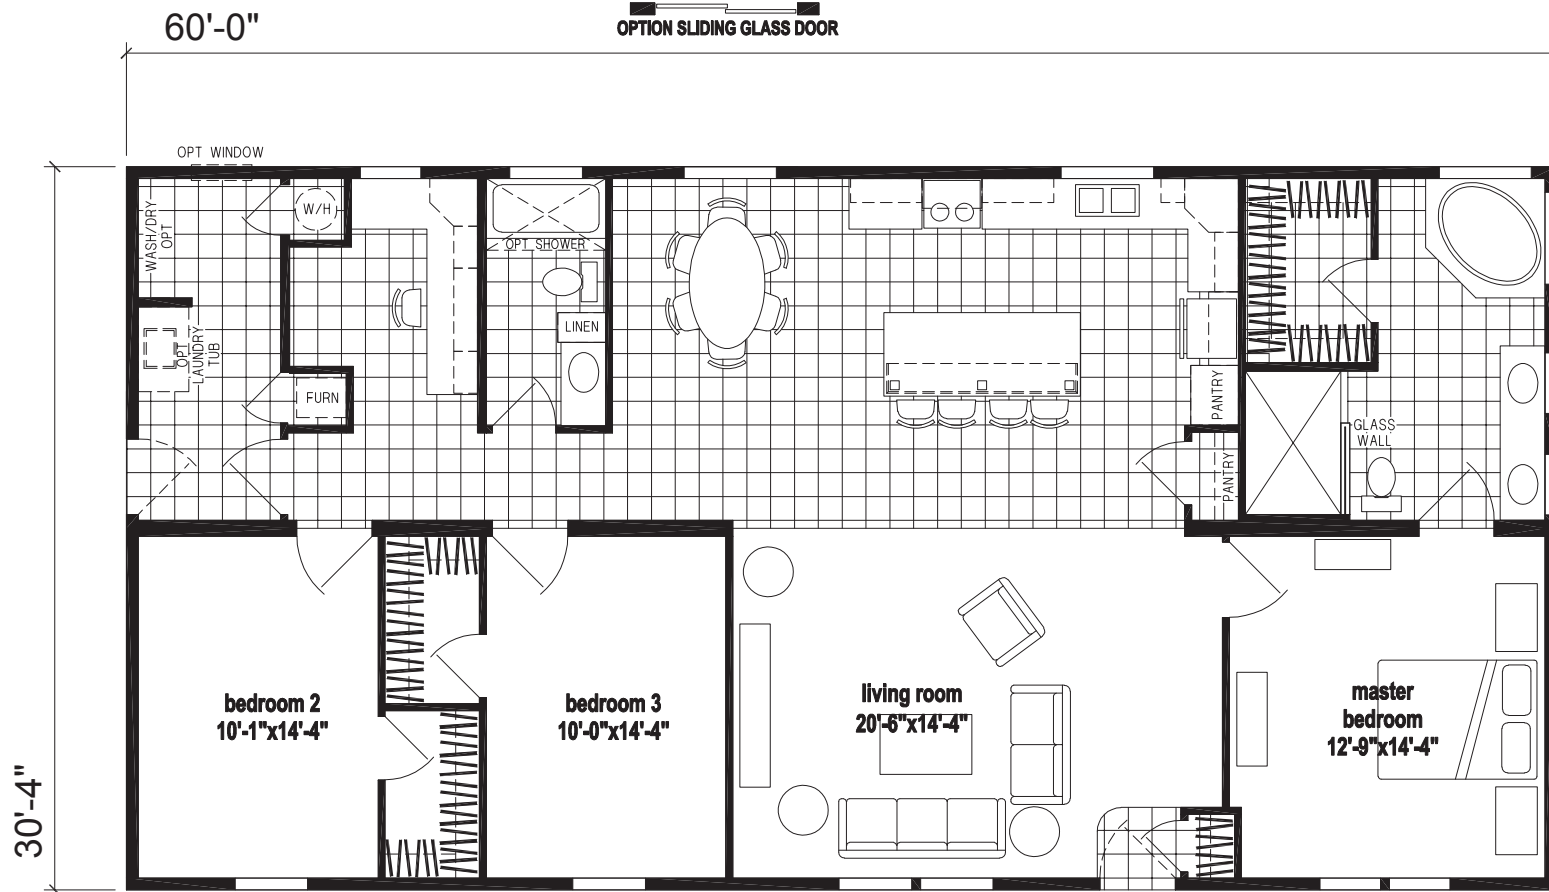 60'-0"
OPTION SLIDING GLASS DOOR
OPT WINDOW
WASH/DRY
OPT
W/H
OPT SHOWER
LINEN
OPT
LAUNDRY
TUB
FURN
PANTRY
PANTRY
GLASS
WALL
bedroom 2
10'-1"x14'-4"
bedroom 3
10'-0"x14'-4"
living room
20'-6"x14'-4"
master
bedroom
12'-9"x14'-4"
30'-4"